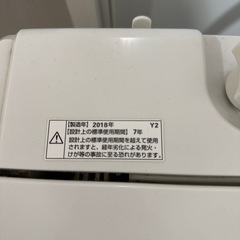 【製造年】2018年 Y2
【設計上の標準使用期間】7年
設計上の標準使用期間を超えて使用
されますと、経年劣化による発火・
けが等の事故に至る恐れがあります。